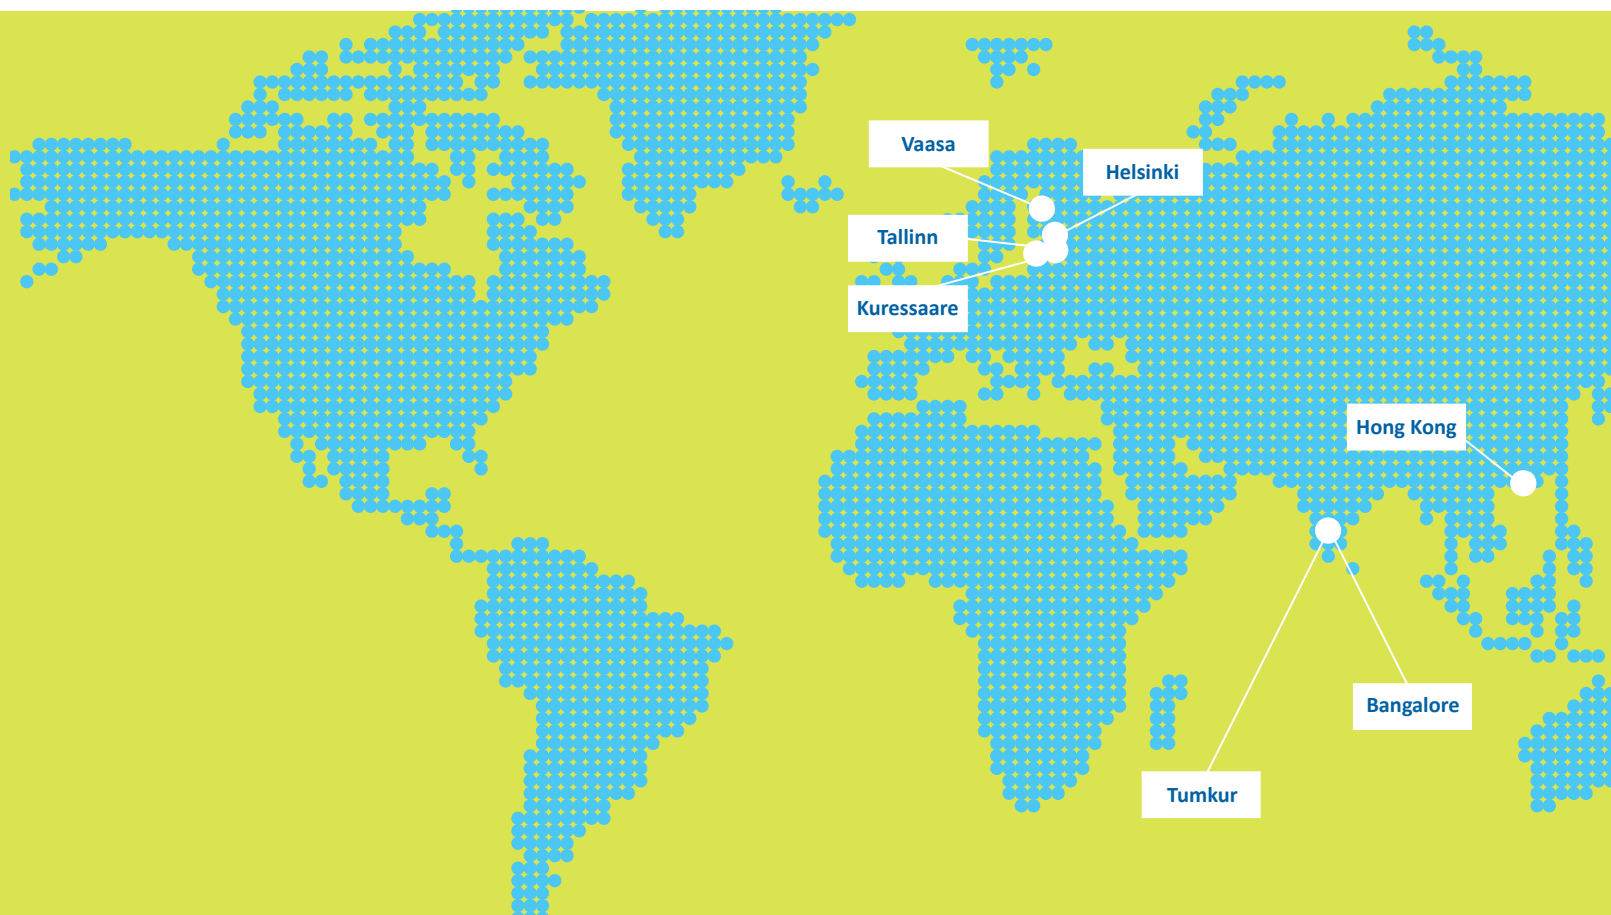 Vaasa
Helsinki
Tallinn
Kuressaare
Hong Kong
Bangalore
Tumkur